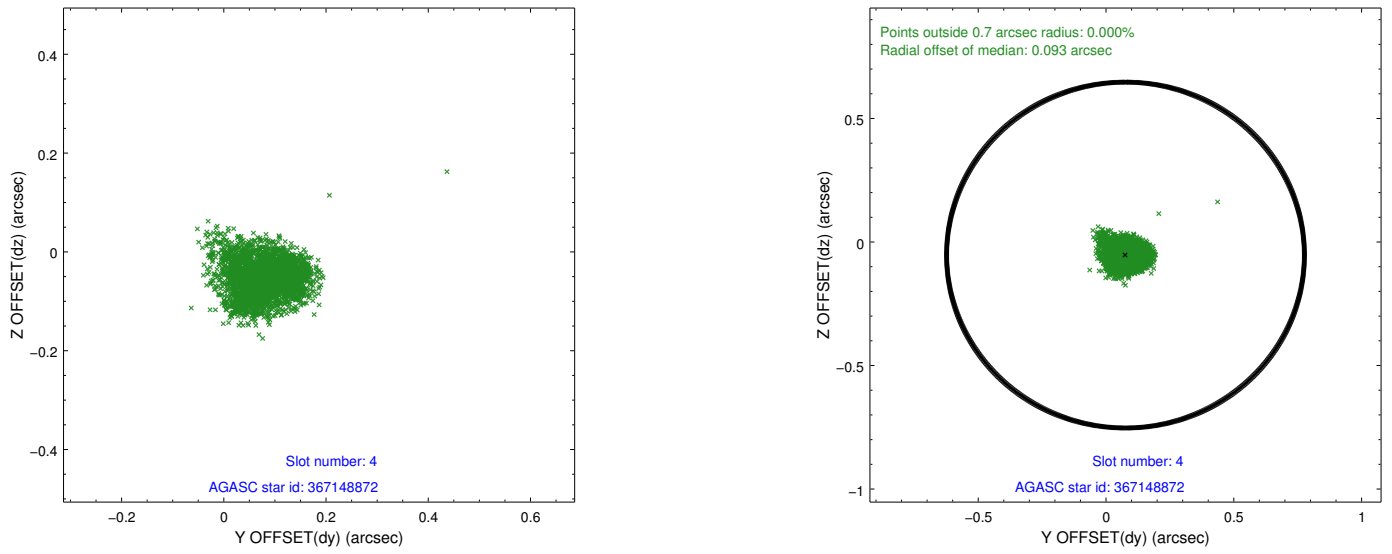 0.4
0.2
0
−0.2
−0.4
Z OFFSET(dz) (arcsec)
−0.2
0
0.2
0.4
0.6
Y OFFSET(dy) (arcsec)
Slot number: 4
AGASC star id: 367148872
Points outside 0.7 arcsec radius: 0.000%
Radial offset of median: 0.093 arcsec
0.5
0
−0.5
−1
Z OFFSET(dz) (arcsec)
−0.5
0
0.5
1
Y OFFSET(dy) (arcsec)
Slot number: 4
AGASC star id: 367148872